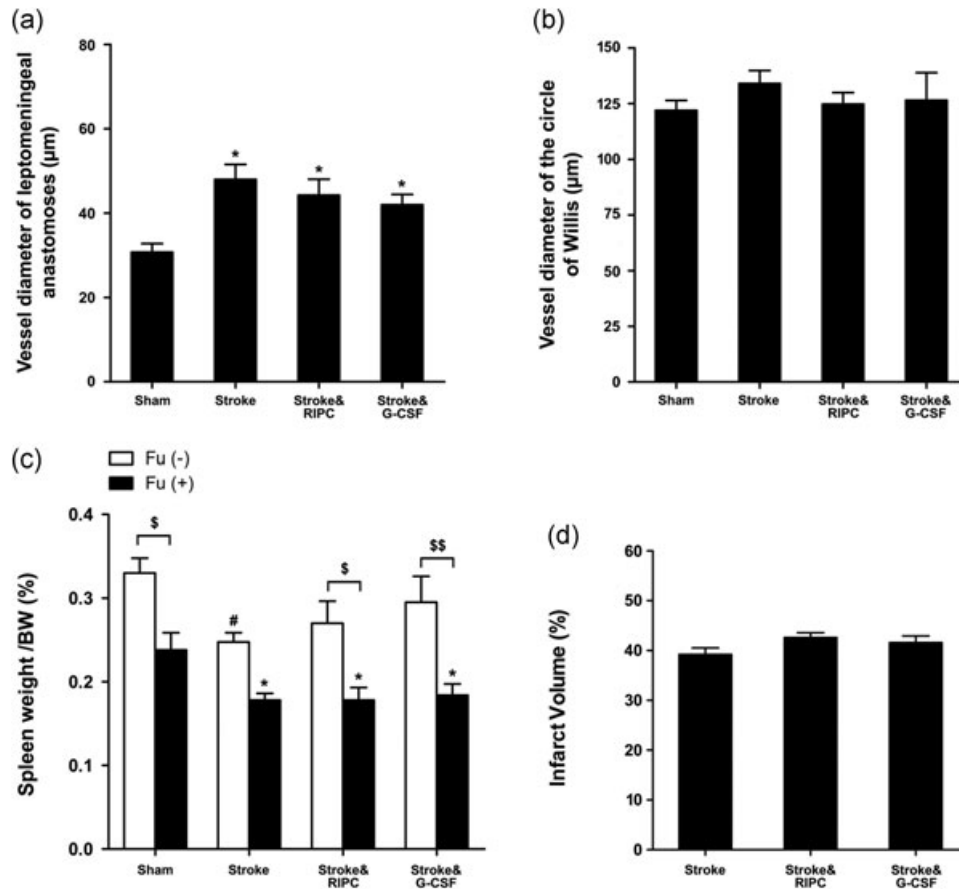 (a)
Vessel diameter of leptomeningeal
anastomoses (µm)
80
60
40
20
0
*
*
*
Sham
Stroke
Stroke&
RIPC
Stroke&
G-CSF
(b)
Vessel diameter of the circle
of Willis (µm)
150
125
100
75
50
25
0
Sham
Stroke
Stroke&
RIPC
Stroke&
G-CSF
(c)
Fu (-)
Fu (+)
Spleen weight /BW (%)
0.4
0.3
0.2
0.1
0.0
$
#
*
$
*
$$
*
Sham
Stroke
Stroke&
RIPC
Stroke&
G-CSF
(d)
Infarct Volume (%)
60
50
40
30
20
10
0
Stroke
Stroke&
RIPC
Stroke&
G-CSF